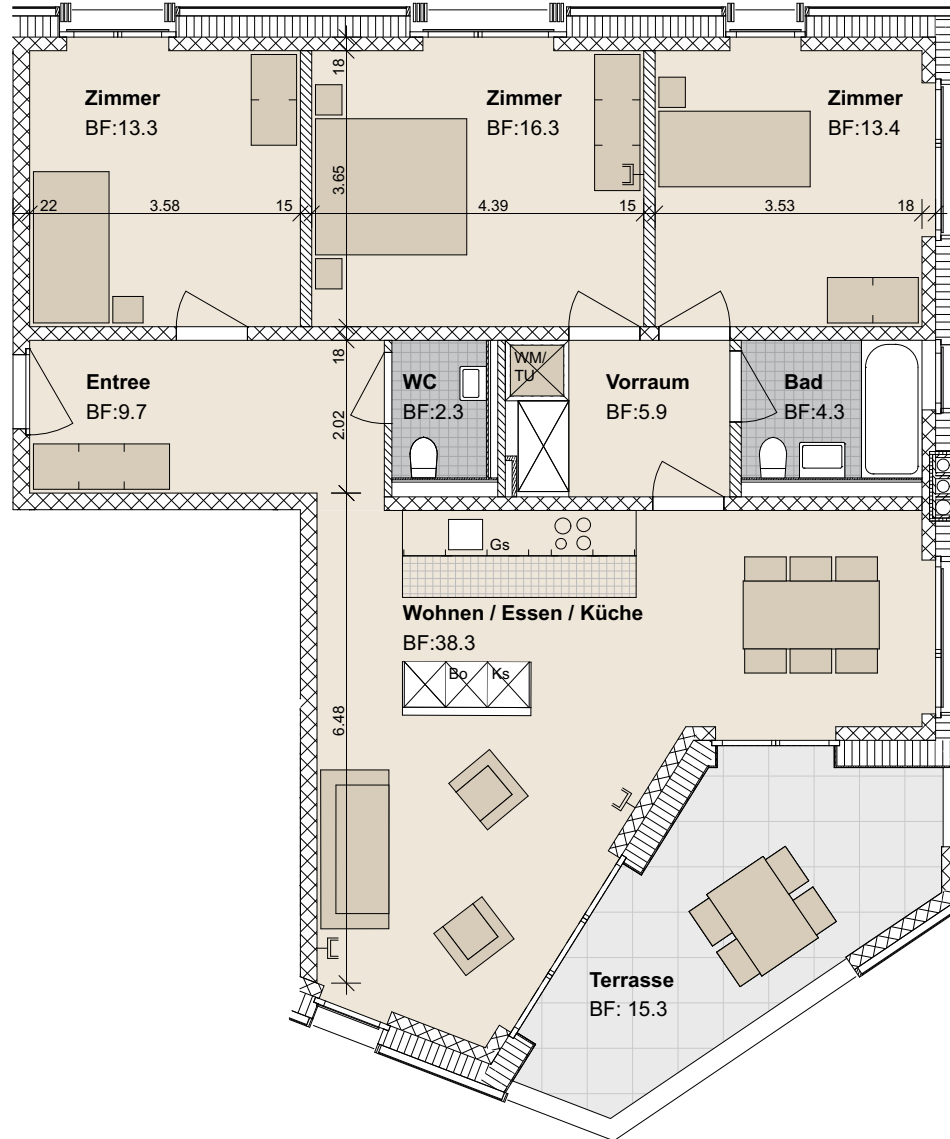 18
Zimmer
BF:13.3
Zimmer
BF:16.3
Zimmer
BF:13.4
3.65
22
3.58
15
4.39
15
3.53
18
18
Entree
BF:9.7
WC
BF:2.3
WM/
TU
Vorraum
BF:5.9
Bad
BF:4.3
2.02
Gs
Wohnen / Essen / Küche
BF:38.3
Bo
Ks
6.48
Terrasse
BF: 15.3